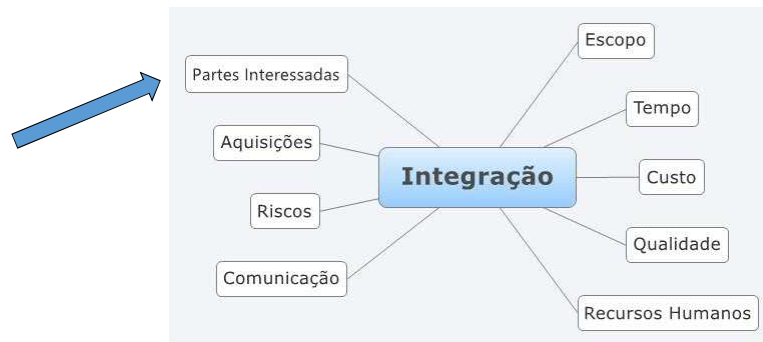 Escopo
Partes Interessadas
Tempo
Aquisições
Integração
Custo
Riscos
Qualidade
Comunicação
Recursos Humanos